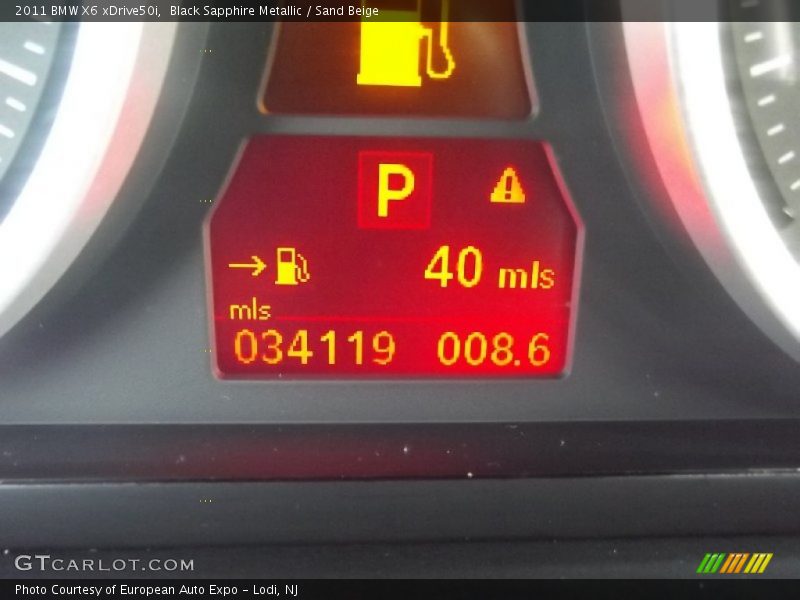 2011 BMW X6 xDrive50i,  Black Sapphire Metallic / Sand Beige
P
→ 40 mls
mls
034119 008.6
GTCARLOT.COM
Photo Courtesy of European Auto Expo - Lodi, NJ